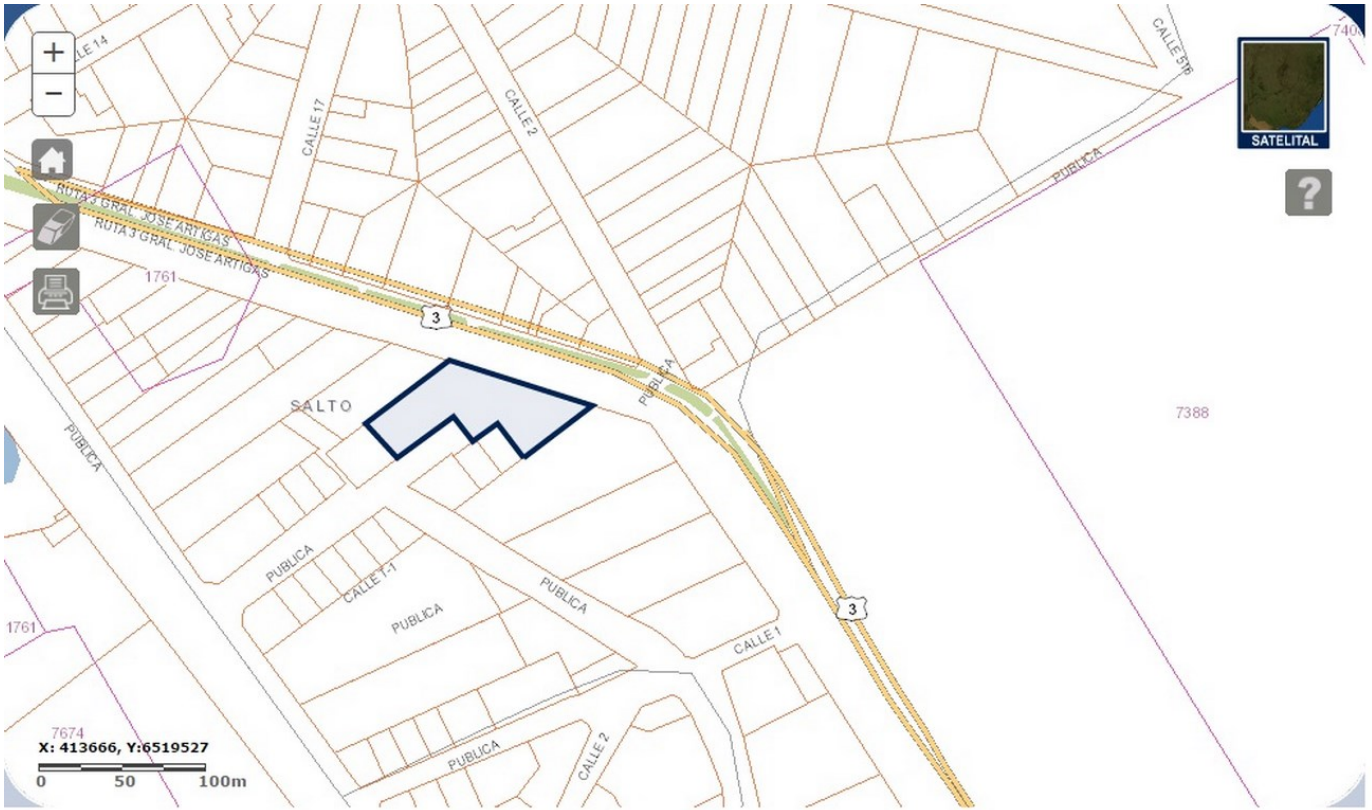 +
−
LLE 14
CALLE 17
CALLE 2
CALLE 516
740
SATELITAL
?
PUBLICA
RUTA 3 GRAL. JOSE ARTIGAS
RUTA 3 GRAL. JOSE ARTIGAS
1761
3
PUBLICA
SALTO
7388
PUBLICA
PUBLICA
CALLE 1-1
PUBLICA
PUBLICA
3
1761
CALLE 1
7674
X: 413666, Y:6519527
PUBLICA
CALLE 2
0 50 100m